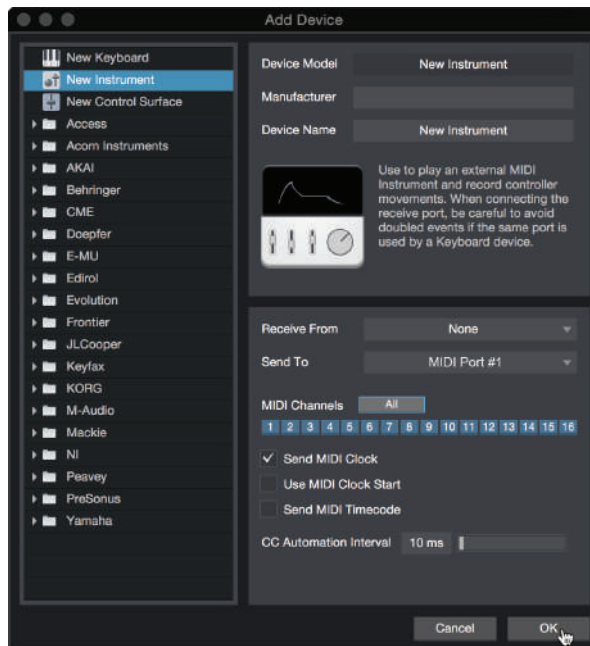 Add Device
New Keyboard
New Instrument
New Control Surface
Access
Acorn Instruments
AKAI
Behringer
CME
Doepfer
E-MU
Edirol
Evolution
Frontier
JLCooper
Keyfax
KORG
M-Audio
Mackie
NI
Peavey
PreSonus
Yamaha
Device Model New Instrument
Manufacturer
Device Name New Instrument
Use to play an external MIDI
Instrument and record controller
movements. When connecting the
receive port, be careful to avoid
doubled events if the same port is
used by a Keyboard device.
Receive From None
Send To MIDI Port #1
MIDI Channels All
1 2 3 4 5 6 7 8 9 10 11 12 13 14 15 16
Send MIDI Clock
Use MIDI Clock Start
Send MIDI Timecode
CC Automation Interval 10 ms
Cancel OK